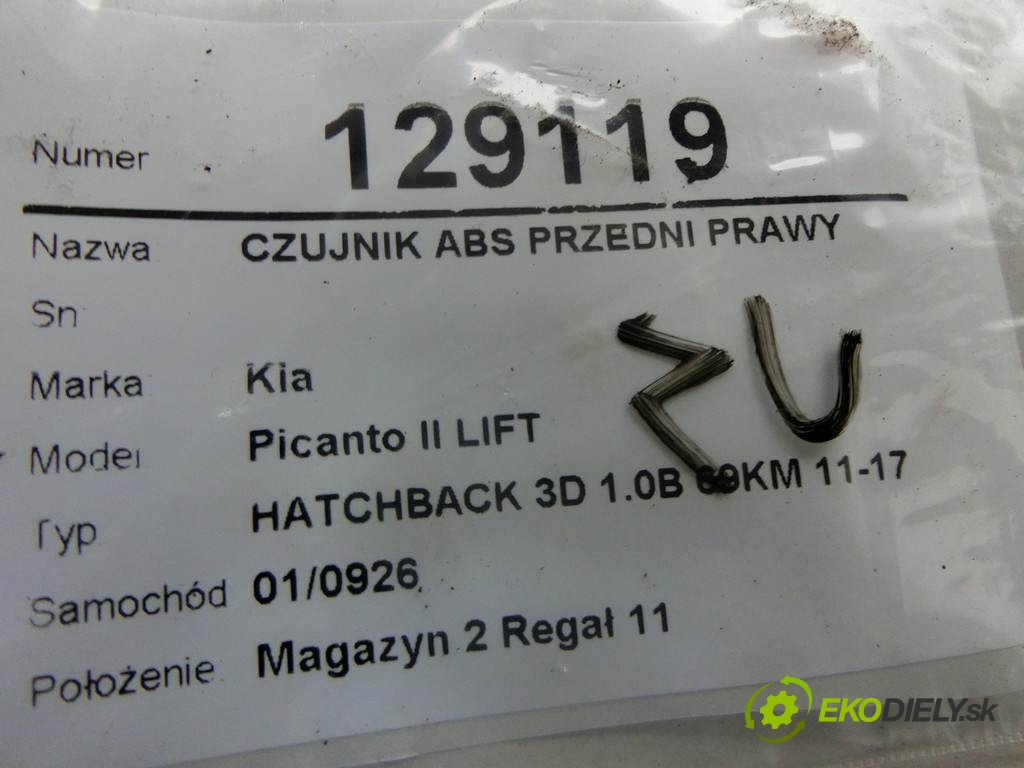 Numer 129119
Nazwa CZUJNIK ABS PRZEDNI PRAWY
Sn
Marka Kia
Model Picanto II LIFT
Typ HATCHBACK 3D 1.0B 69KM 11-17
Samochód 01/0926
Położenie Magazyn 2 Regał 11
EKODIELY.sk